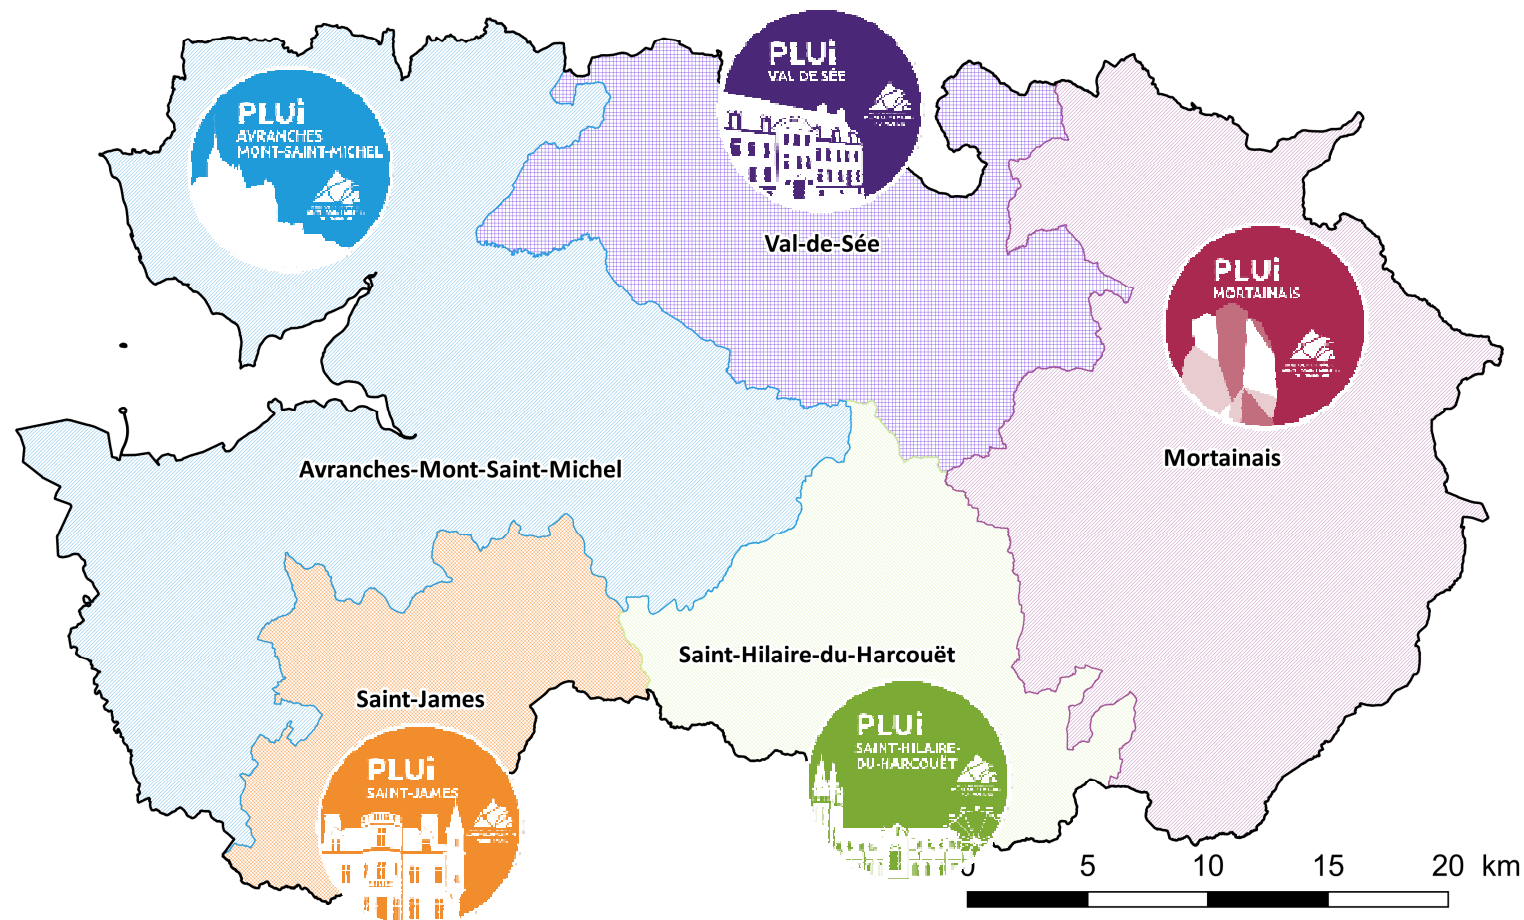 PLUi
VAL DE SÉE
PLUi
AVRANCHES
MONT-SAINT-MICHEL
Val-de-Sée
PLUi
MORTAINAIS
Avranches-Mont-Saint-Michel
Mortainais
Saint-Hilaire-du-Harcouët
Saint-James
PLUi
SAINT-HILAIRE-
DU-HARCOUËT
PLUi
SAINT-JAMES
0 5 10 15 20 km